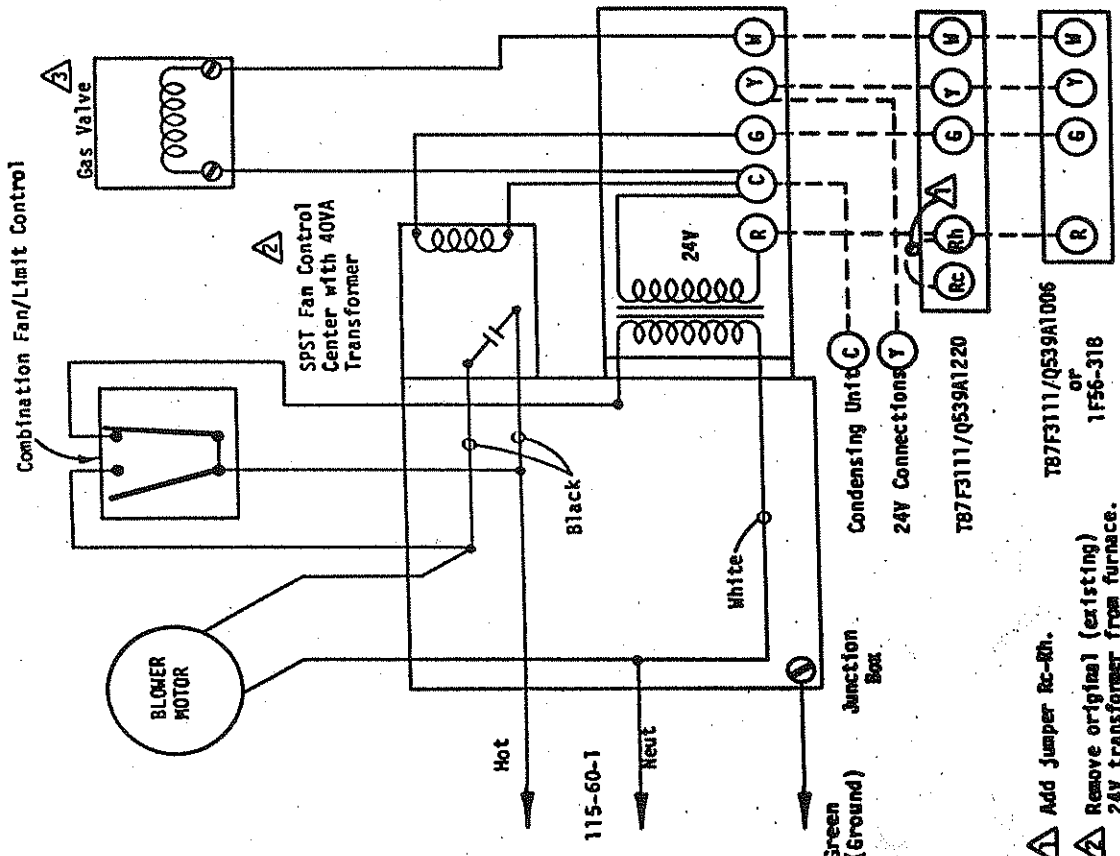 Combination Fan/Limit Control
3
Gas Valve
2
SPST Fan Control
Center with 40VA
Transformer
BLOWER
MOTOR
Black
White
24V
R
C
G
Y
W
Hot
115-60-1
Neut
Green
(Ground)
Junction
Box
Condensing Unit
24V Connections
C
Y
Rc
Rh
1
G
Y
W
T87F3111/Q539A1220
R
G
Y
W
T87F3111/Q539A1006
or
1F56-318
1 Add jumper Rc-Rh.
2 Remove original (existing)
24V transformer from furnace.